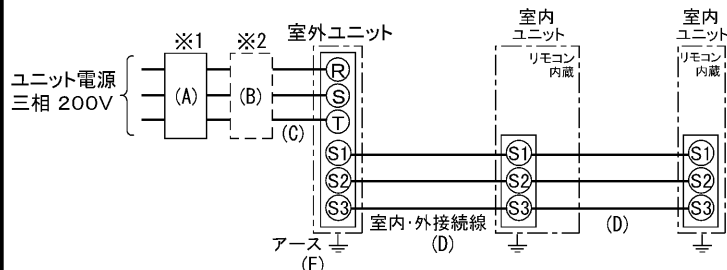 ※1
※2
室外ユニット
室内
ユニット
室内
ユニット
リモコン
内蔵
リモコン
内蔵
ユニット電源
三相 200V
(A)
(B)
(C)
R
S
T
S1
S2
S3
S1
S2
S3
S1
S2
S3
室内・外接続線
(D)
(D)
アース
(E)